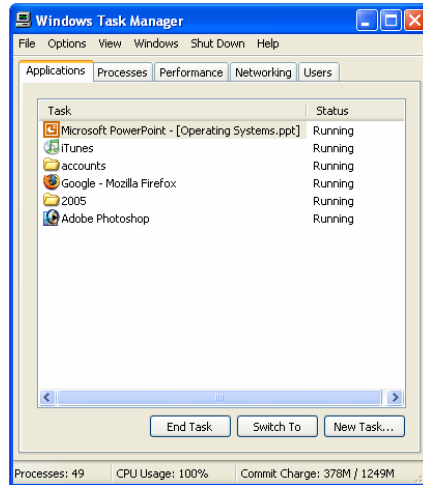 Windows Task Manager
File Options View Windows Shut Down Help
Applications Processes Performance Networking Users
Task Status
Microsoft PowerPoint - [Operating Systems.ppt] Running
iTunes Running
accounts Running
Google - Mozilla Firefox Running
2005 Running
Adobe Photoshop Running
End Task Switch To New Task...
Processes: 49 CPU Usage: 100% Commit Charge: 378M / 1249M